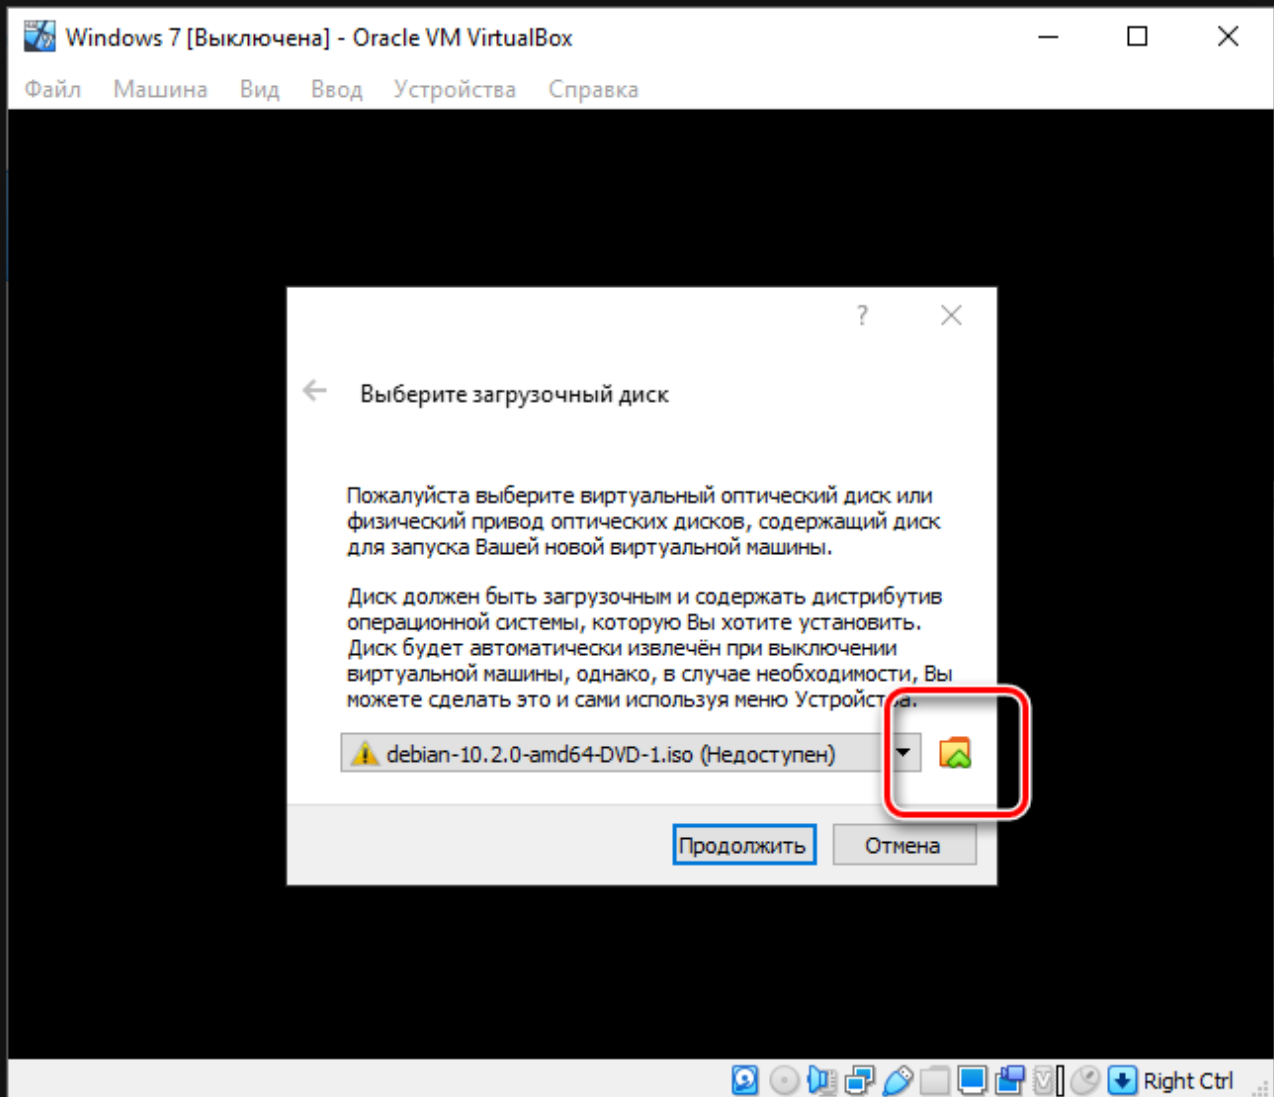 Windows 7 [Выключена] - Oracle VM VirtualBox
Файл Машина Вид Ввод Устройства Справка
?
Выберите загрузочный диск
Пожалуйста выберите виртуальный оптический диск или
физический привод оптических дисков, содержащий диск
для запуска Вашей новой виртуальной машины.
Диск должен быть загрузочным и содержать дистрибутив
операционной системы, которую Вы хотите установить.
Диск будет автоматически извлечён при выключении
виртуальной машины, однако, в случае необходимости, Вы
можете сделать это и сами используя меню Устройства.
debian-10.2.0-amd64-DVD-1.iso (Недоступен)
Продолжить Отмена
Right Ctrl